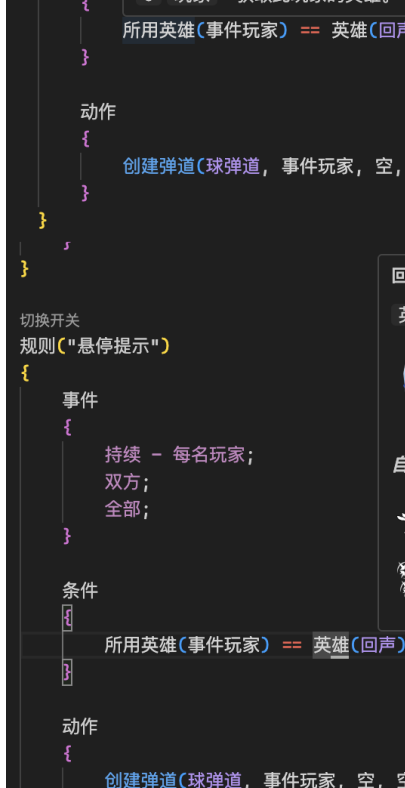 {
所用英雄(事件玩家) == 英雄(回声
}
动作
{
创建弹道(球弹道, 事件玩家, 空,
}
}
}
}
回
切换开关
英
规则("悬停提示")
{
事件
{
持续 - 每名玩家;
双方;
全部;
}
条件
{
所用英雄(事件玩家) == 英雄(回声)
}
动作
{
创建弹道(球弹道, 事件玩家, 空,